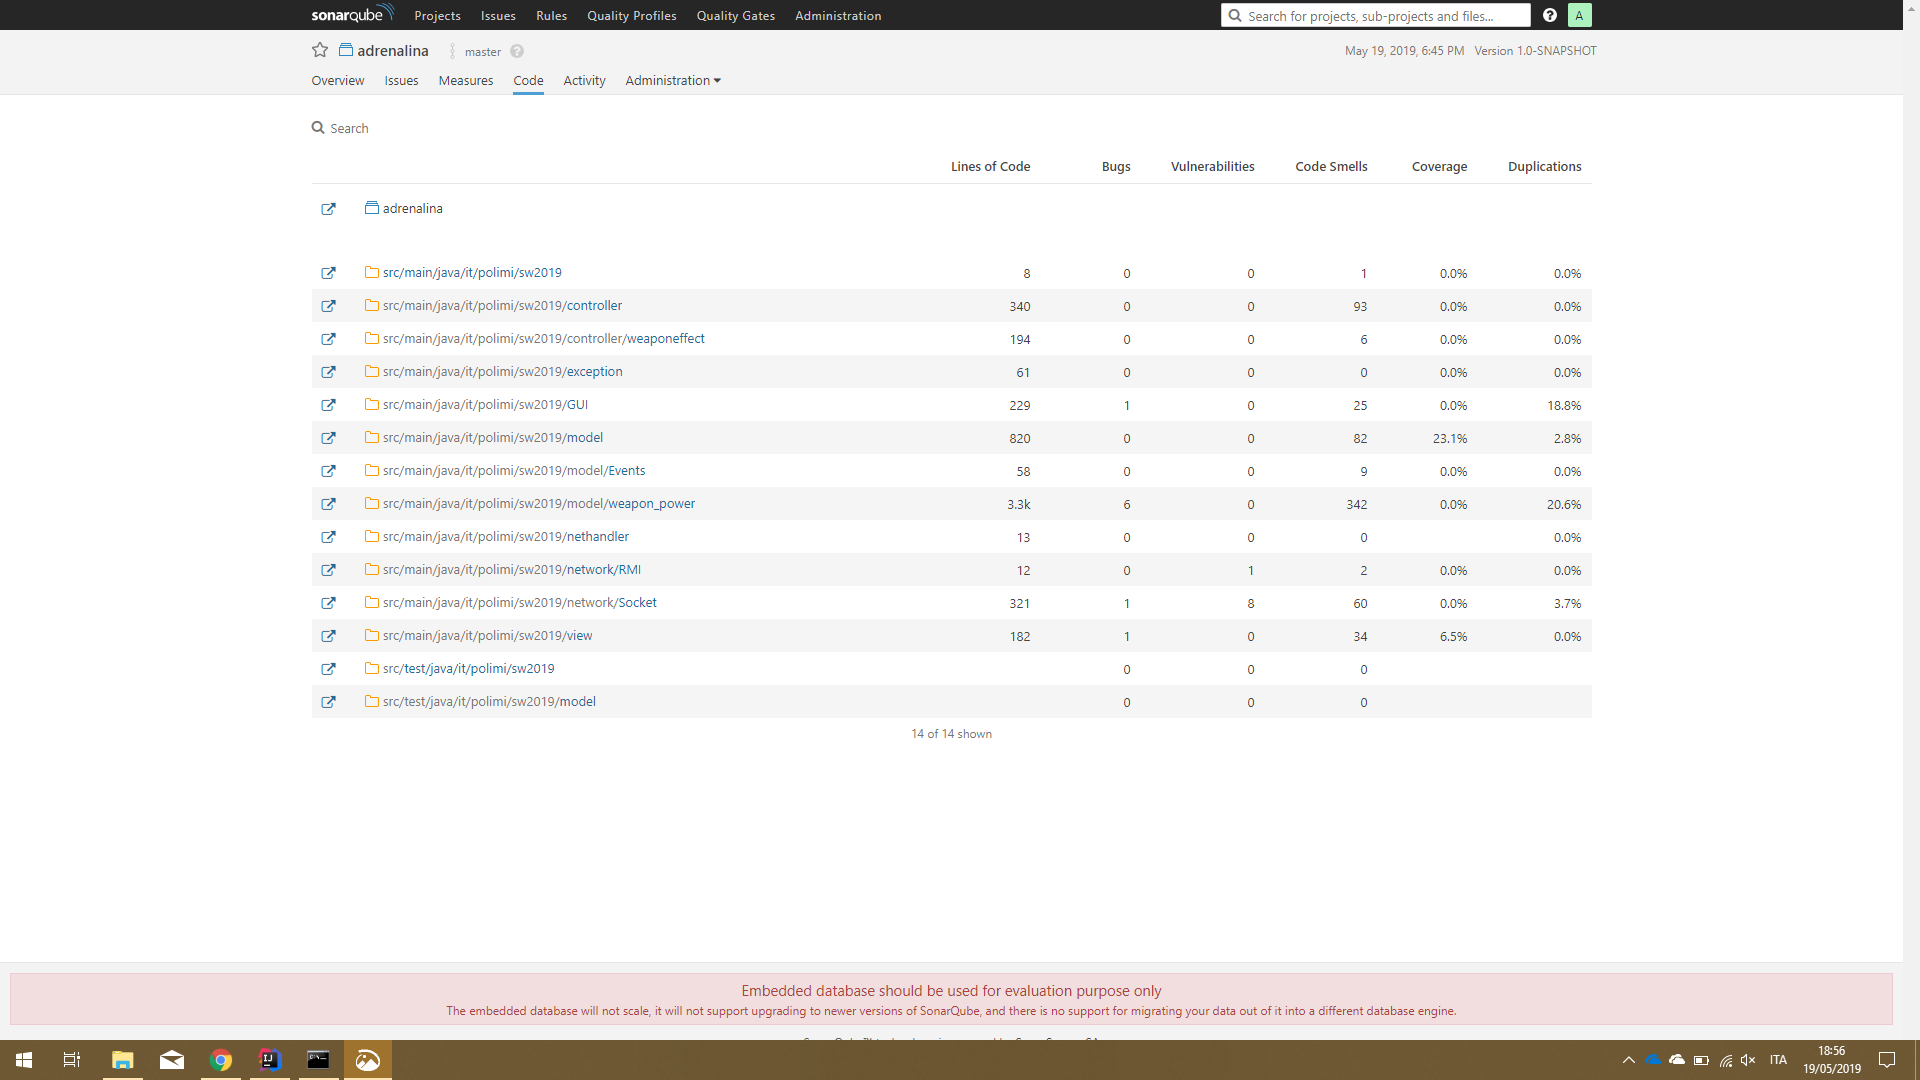 sonarqube Projects Issues Rules Quality Profiles Quality Gates Administration Search for projects, sub-projects and files... ? A
adrenalina master ? May 19, 2019, 6:45 PM Version 1.0-SNAPSHOT
Overview Issues Measures Code Activity Administration
Search
Lines of Code Bugs Vulnerabilities Code Smells Coverage Duplications
adrenalina
src/main/java/it/polimi/sw2019 8 0 0 1 0.0% 0.0%
src/main/java/it/polimi/sw2019/controller 340 0 0 93 0.0% 0.0%
src/main/java/it/polimi/sw2019/controller/weaponeffect 194 0 0 6 0.0% 0.0%
src/main/java/it/polimi/sw2019/exception 61 0 0 0 0.0% 0.0%
src/main/java/it/polimi/sw2019/GUI 229 1 0 25 0.0% 18.8%
src/main/java/it/polimi/sw2019/model 820 0 0 82 23.1% 2.8%
src/main/java/it/polimi/sw2019/model/Events 58 0 0 9 0.0% 0.0%
src/main/java/it/polimi/sw2019/model/weapon_power 3.3k 6 0 342 0.0% 20.6%
src/main/java/it/polimi/sw2019/nethandler 13 0 0 0 0.0%
src/main/java/it/polimi/sw2019/network/RMI 12 0 1 2 0.0% 0.0%
src/main/java/it/polimi/sw2019/network/Socket 321 1 8 60 0.0% 3.7%
src/main/java/it/polimi/sw2019/view 182 1 0 34 6.5% 0.0%
src/test/java/it/polimi/sw2019 0 0 0
src/test/java/it/polimi/sw2019/model 0 0 0
14 of 14 shown
Embedded database should be used for evaluation purpose only
The embedded database will not scale, it will not support upgrading to newer versions of SonarQube, and there is no support for migrating your data out of it into a different database engine.
ITA 18:56
19/05/2019